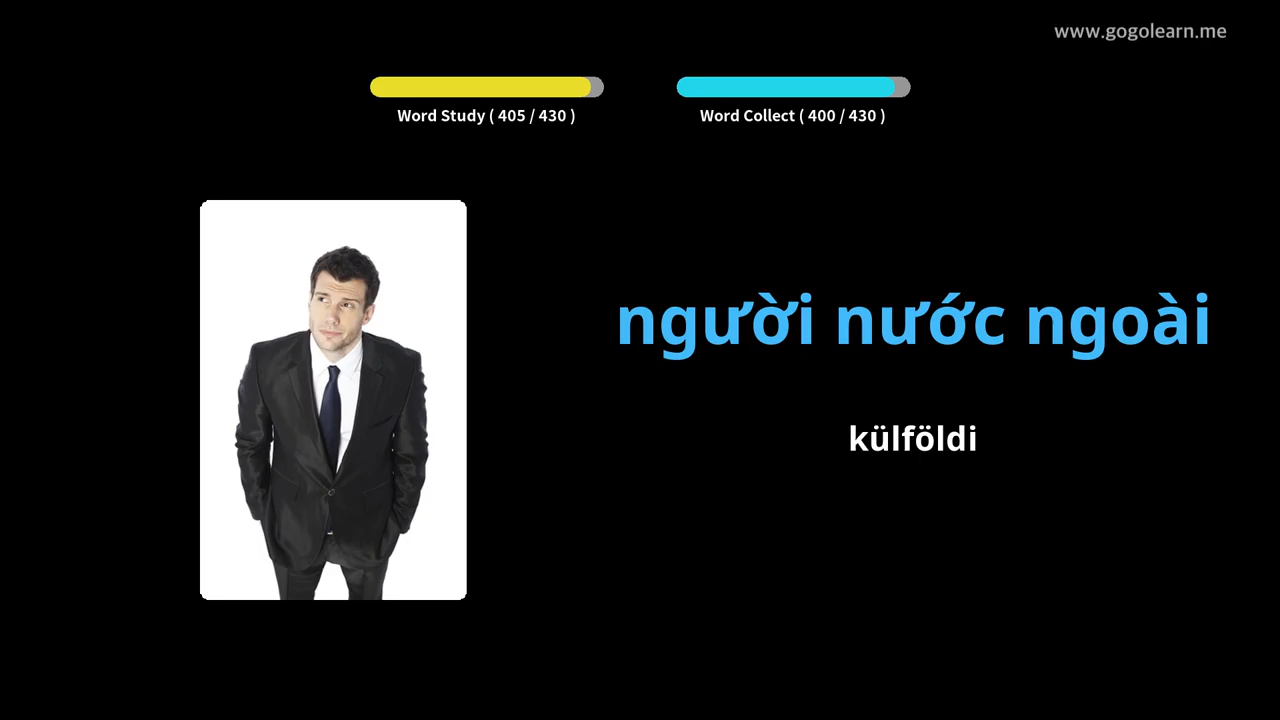 www.gogolearn.me
Word Study ( 405 / 430 )
Word Collect ( 400 / 430 )
người nước ngoài
külföldi